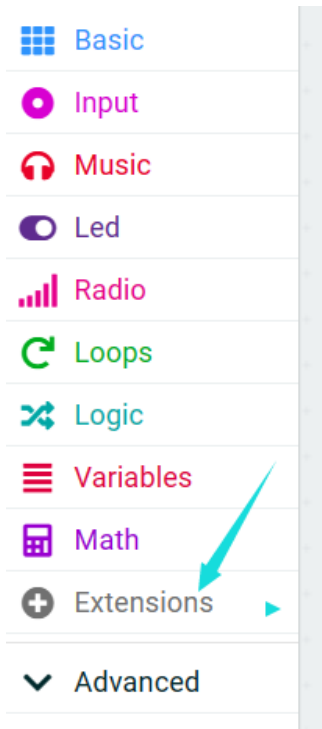 Basic
Input
Music
Led
Radio
Loops
Logic
Variables
Math
Extensions
Advanced